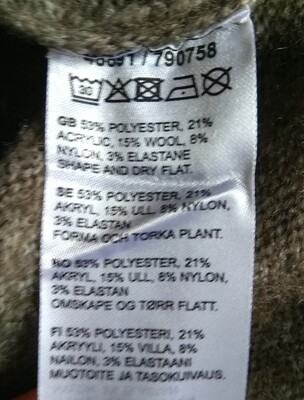 46691 / 790758
30
GB 53% POLYESTER, 21%
ACRYLIC, 15% WOOL, 8%
NYLON, 3% ELASTANE
SHAPE AND DRY FLAT.
SE 53% POLYESTER, 21%
AKRYL, 15% ULL, 8% NYLON,
3% ELASTAN
FORMA OCH TORKA PLANT.
NO 53% POLYESTER, 21%
AKRYL, 15% ULL, 8% NYLON,
3% ELASTAN
OMSKAPE OG TØRR FLATT.
FI 53% POLYESTERI, 21%
AKRYYLI, 15% VILLA, 8%
NAILON, 3% ELASTAANI
MUOTOITE JA TASOKUIVAUS.